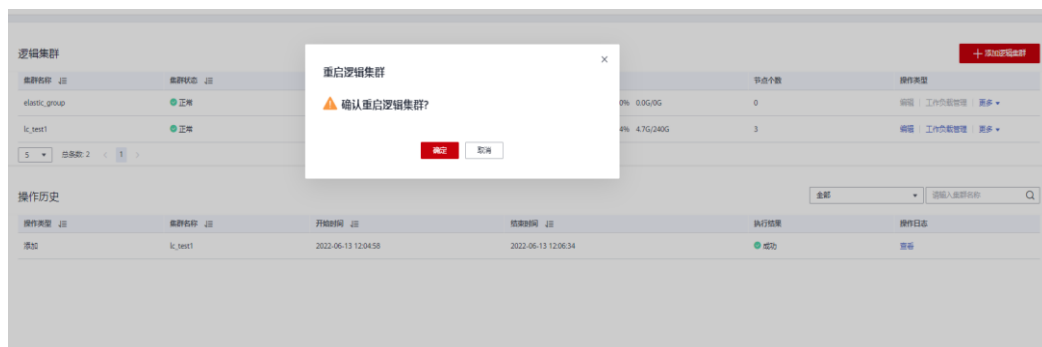 逻辑集群
添加逻辑集群
重启逻辑集群
确认重启逻辑集群?
确定 取消
集群名称 集群状态 节点个数 操作类型
elastic_group 正常 0% 0.0G/0G 0 编辑 工作负载管理 更多
lc_test1 正常 4% 4.7G/240G 3 编辑 工作负载管理 更多
5 总条数: 2 < 1 >
操作历史 全部 请输入集群名称
操作类型 集群名称 开始时间 结束时间 执行结果 操作日志
添加 lc_test1 2022-06-13 12:04:58 2022-06-13 12:06:34 成功 查看